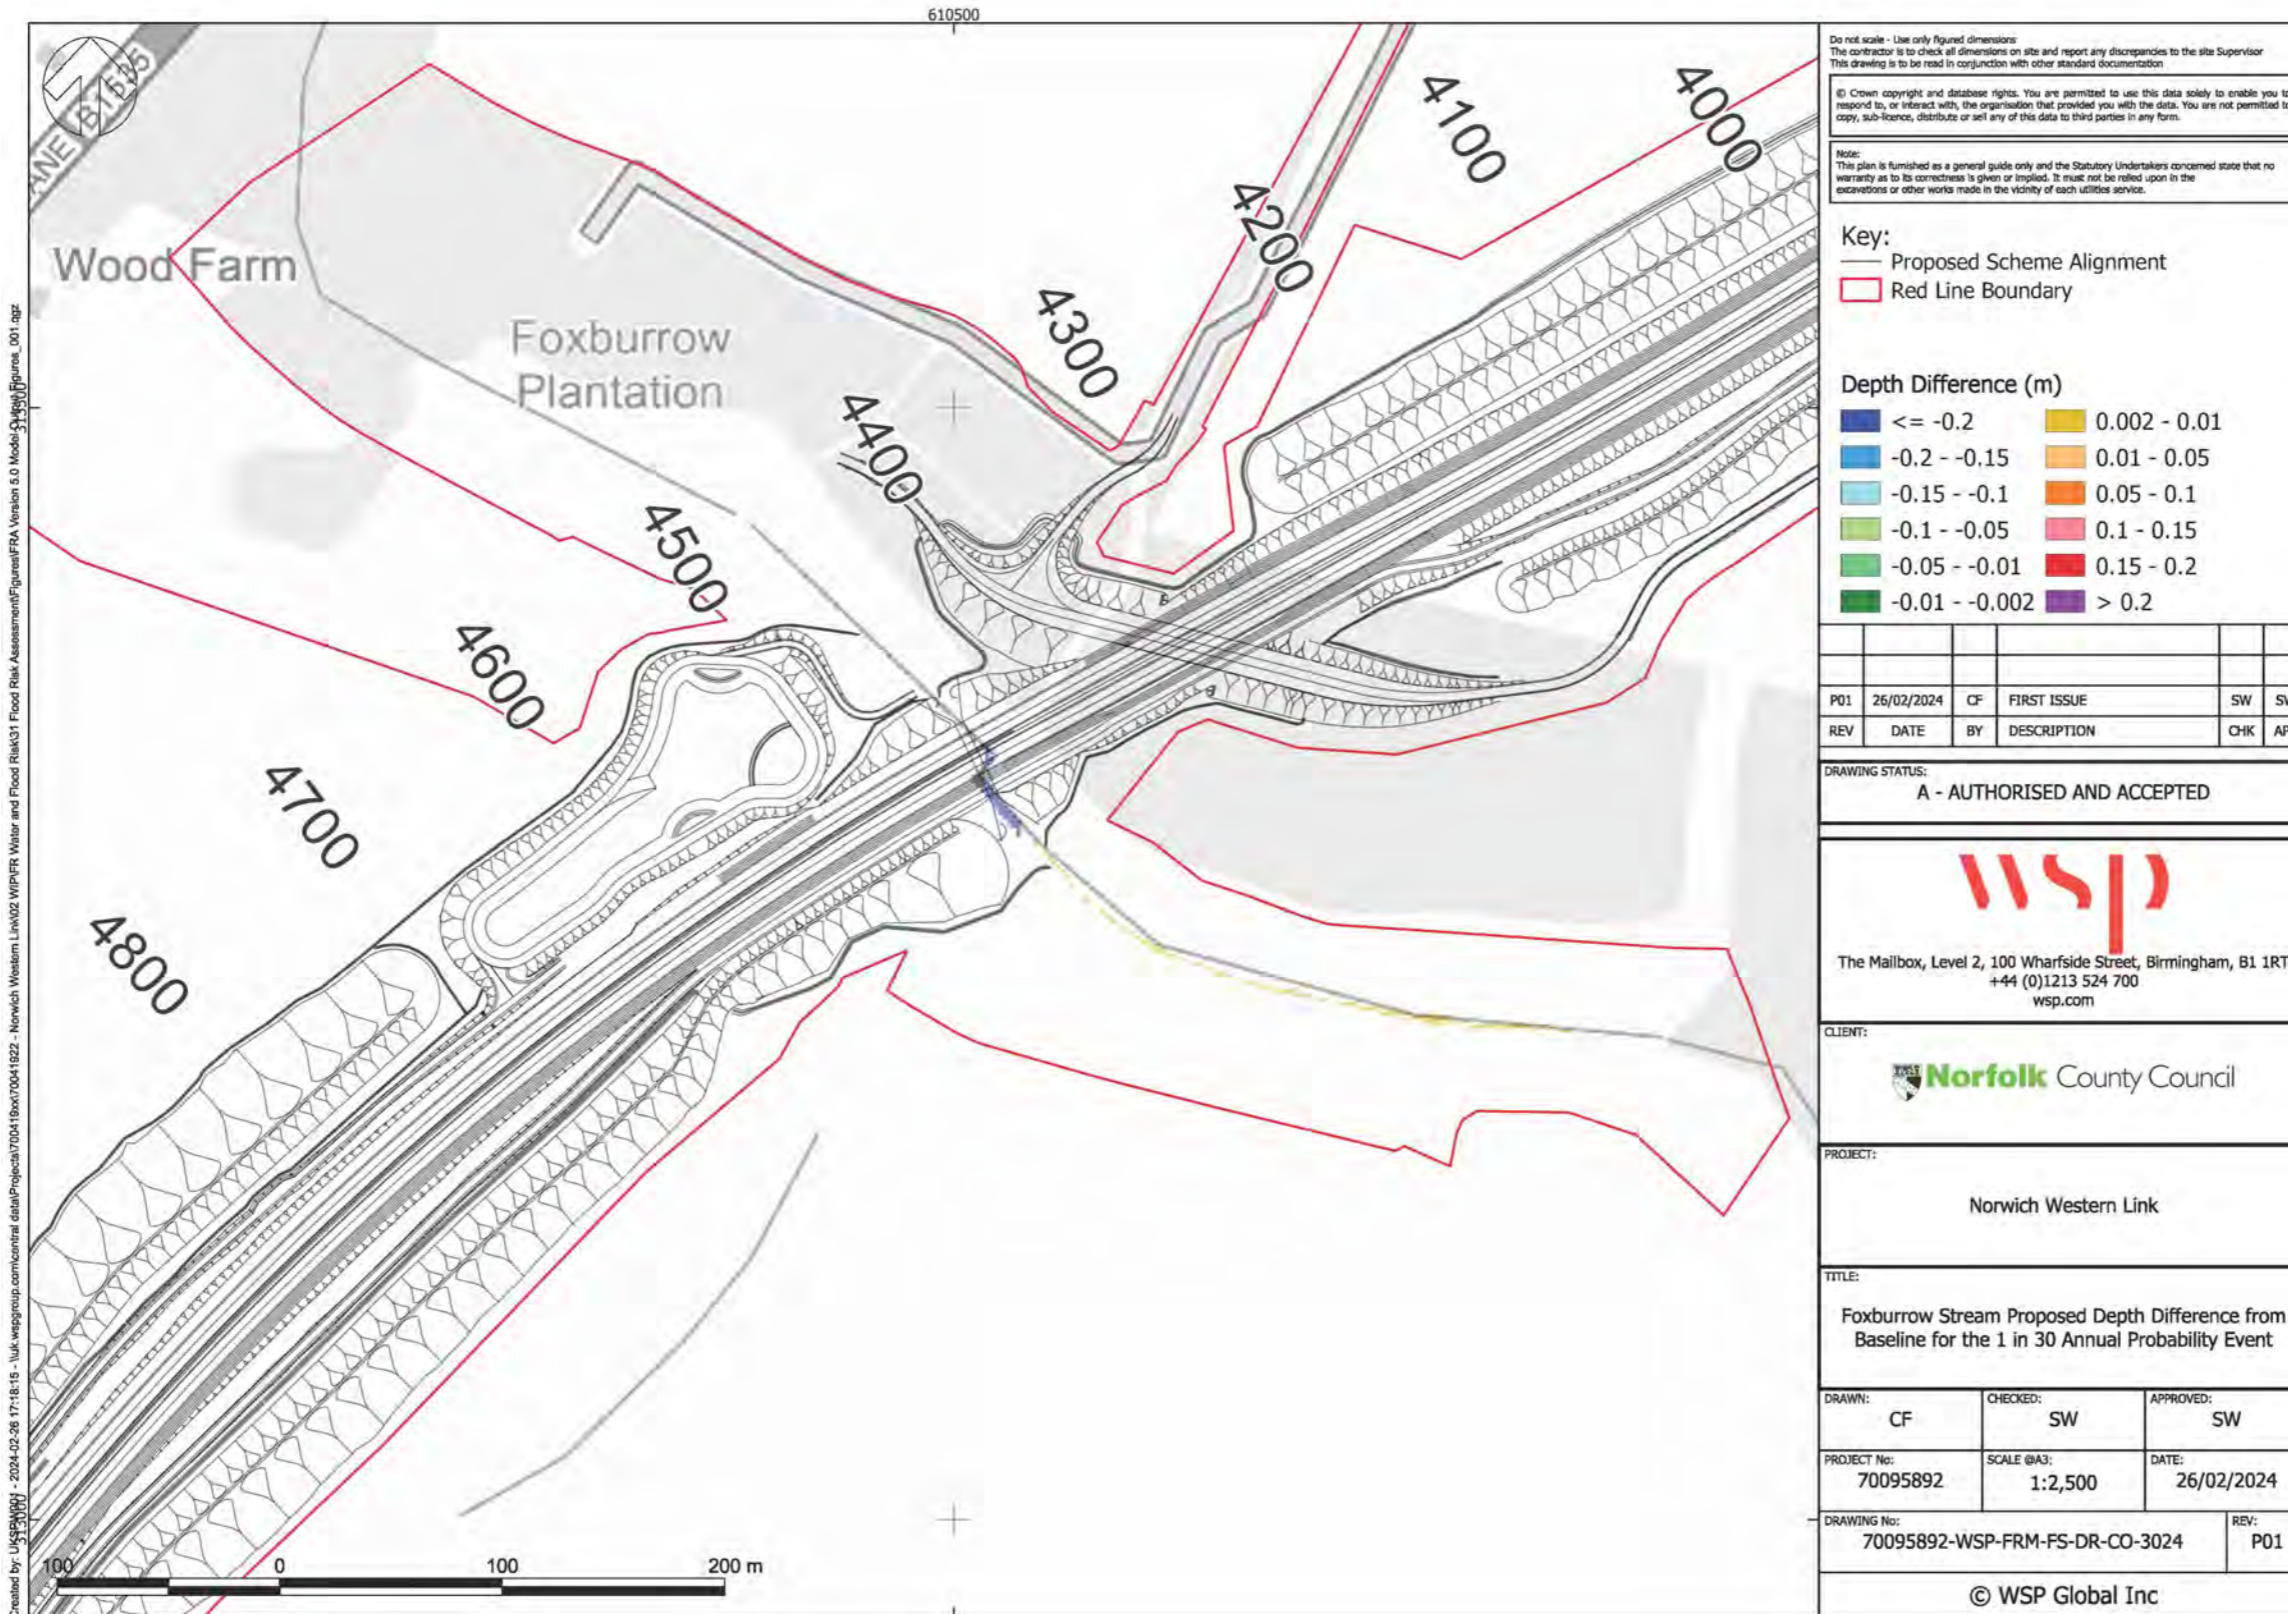 610500
ANE B1535
Wood Farm
Foxburrow
Plantation
4000
4100
4200
4300
4400
4500
4600
4700
4800
100 0 100 200 m
Do not scale - Use only figured dimensions
The contractor is to check all dimensions on site and report any discrepancies to the site Supervisor
This drawing is to be read in conjunction with other standard documentation
© Crown copyright and database rights. You are permitted to use this data solely to enable you to
respond to, or interact with, the organisation that provided you with the data. You are not permitted to
copy, sub-licence, distribute or sell any of this data to third parties in any form.
Note:
This plan is furnished as a general guide only and the Statutory Undertakers concerned state that no
warranty as to its correctness is given or implied. It must not be relied upon in the
excavations or other works made in the vicinity of each utilities service.
Key:
Proposed Scheme Alignment
Red Line Boundary
Depth Difference (m)
<= -0.2
-0.2 - -0.15
-0.15 - -0.1
-0.1 - -0.05
-0.05 - -0.01
-0.01 - -0.002
0.002 - 0.01
0.01 - 0.05
0.05 - 0.1
0.1 - 0.15
0.15 - 0.2
> 0.2
P01 26/02/2024 CF FIRST ISSUE SW
REV DATE BY DESCRIPTION CHK
DRAWING STATUS:
A - AUTHORISED AND ACCEPTED
wsp
The Mailbox, Level 2, 100 Wharfside Street, Birmingham, B1 1RT
+44 (0)1213 524 700
wsp.com
CLIENT:
Norfolk County Council
PROJECT:
Norwich Western Link
TITLE:
Foxburrow Stream Proposed Depth Difference from
Baseline for the 1 in 30 Annual Probability Event
DRAWN: CHECKED: APPROVED:
CF SW SW
PROJECT No: SCALE @A3: DATE:
70095892 1:2,500 26/02/2024
DRAWING No: REV:
70095892-WSP-FRM-FS-DR-CO-3024 P01
© WSP Global Inc